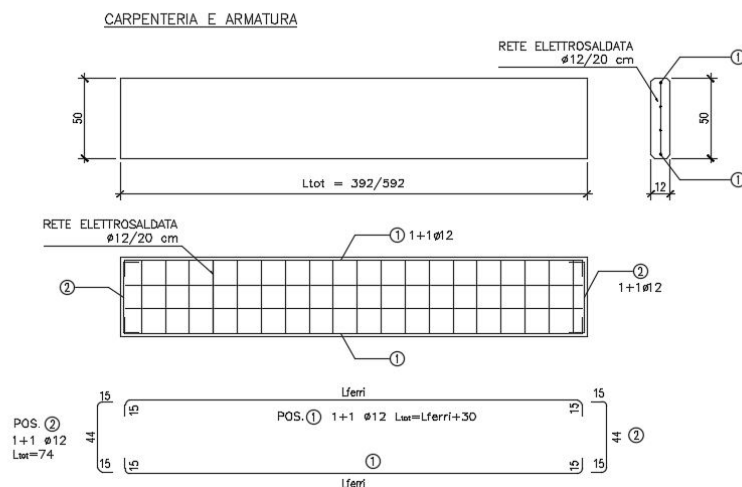 CARPENTERIA E ARMATURA
RETE ELETTROSALDATA
ø12/20 cm
1
50
50
Ltot = 392/592
12
1
RETE ELETTROSALDATA
ø12/20 cm
1 1+1ø12
2
2
1+1ø12
1
15
Lferri
15
POS. 2
1+1 ø12
Ltot=74
44
15
POS. 1 1+1 ø12 Ltot=Lferri+30
15
44 2
15
15
1
15
15
Lferri